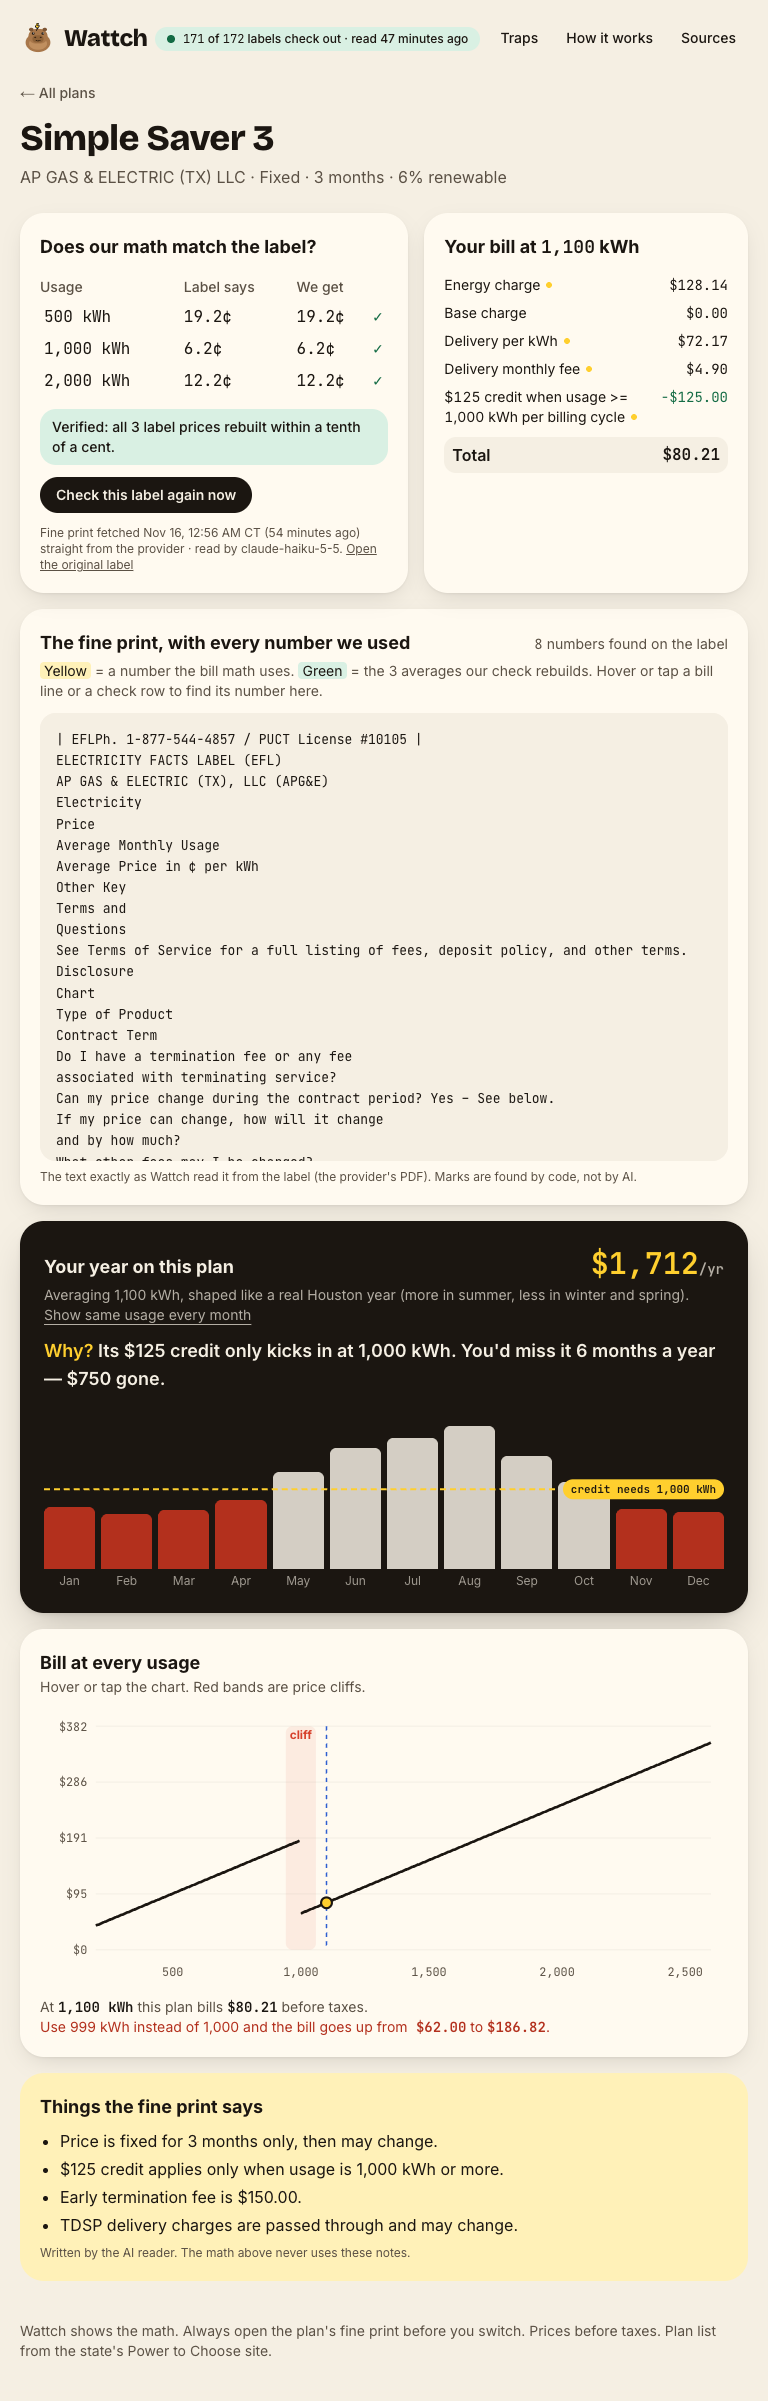 Wattch
171 of 172 labels check out · read 47 minutes ago
Traps
How it works
Sources
← All plans
Simple Saver 3
AP GAS & ELECTRIC (TX) LLC · Fixed · 3 months · 6% renewable
Does our math match the label?
Usage Label says We get
500 kWh 19.2¢ 19.2¢ ✓
1,000 kWh 6.2¢ 6.2¢ ✓
2,000 kWh 12.2¢ 12.2¢ ✓
Verified: all 3 label prices rebuilt within a tenth
of a cent.
Check this label again now
Fine print fetched Nov 16, 12:56 AM CT (54 minutes ago)
straight from the provider · read by claude-haiku-5-5. Open
the original label
Your bill at 1,100 kWh
Energy charge $128.14
Base charge $0.00
Delivery per kWh $72.17
Delivery monthly fee $4.90
$125 credit when usage >= -$125.00
1,000 kWh per billing cycle
Total $80.21
The fine print, with every number we used
8 numbers found on the label
Yellow = a number the bill math uses. Green = the 3 averages our check rebuilds. Hover or tap a bill
line or a check row to find its number here.
| EFLPh. 1-877-544-4857 / PUCT License #10105 |
ELECTRICITY FACTS LABEL (EFL)
AP GAS & ELECTRIC (TX), LLC (APG&E)
Electricity
Price
Average Monthly Usage
Average Price in ¢ per kWh
Other Key
Terms and
Questions
See Terms of Service for a full listing of fees, deposit policy, and other terms.
Disclosure
Chart
Type of Product
Contract Term
Do I have a termination fee or any fee
associated with terminating service?
Can my price change during the contract period? Yes – See below.
If my price can change, how will it change
and by how much?
What other fees may I be charged?
The text exactly as Wattch read it from the label (the provider's PDF). Marks are found by code, not by AI.
Your year on this plan
$1,712/yr
Averaging 1,100 kWh, shaped like a real Houston year (more in summer, less in winter and spring).
Show same usage every month
Why? Its $125 credit only kicks in at 1,000 kWh. You'd miss it 6 months a year
— $750 gone.
credit needs 1,000 kWh
Jan Feb Mar Apr May Jun Jul Aug Sep Oct Nov Dec
Bill at every usage
Hover or tap the chart. Red bands are price cliffs.
$382
cliff
$286
$191
$95
$0
500 1,000 1,500 2,000 2,500
At 1,100 kWh this plan bills $80.21 before taxes.
Use 999 kWh instead of 1,000 and the bill goes up from $62.00 to $186.82.
Things the fine print says
• Price is fixed for 3 months only, then may change.
• $125 credit applies only when usage is 1,000 kWh or more.
• Early termination fee is $150.00.
• TDSP delivery charges are passed through and may change.
Written by the AI reader. The math above never uses these notes.
Wattch shows the math. Always open the plan's fine print before you switch. Prices before taxes. Plan list
from the state's Power to Choose site.